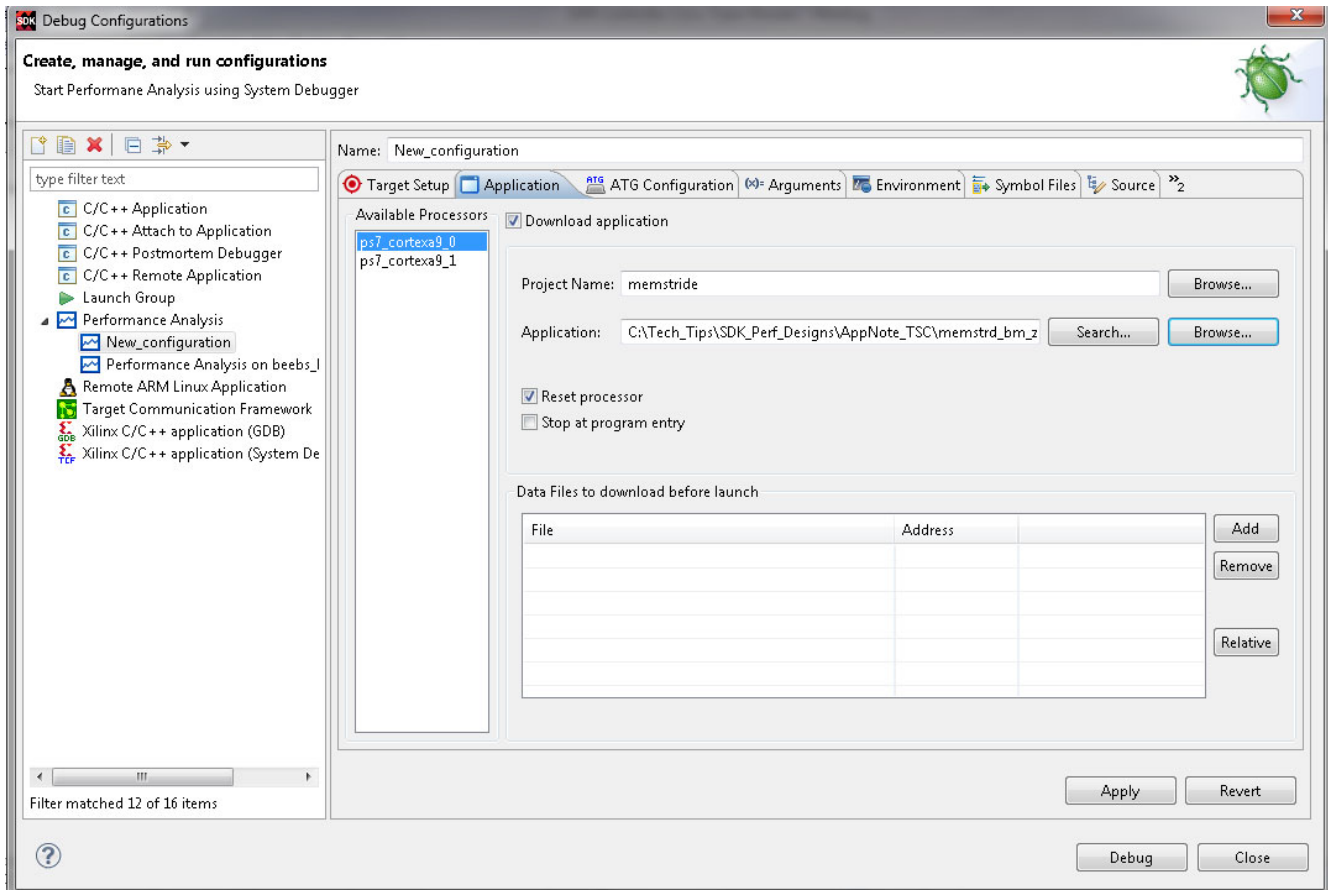 SDK Debug Configurations
Create, manage, and run configurations
Start Performane Analysis using System Debugger
type filter text
C/C++ Application
C/C++ Attach to Application
C/C++ Postmortem Debugger
C/C++ Remote Application
Launch Group
Performance Analysis
New_configuration
Performance Analysis on beebs_l
Remote ARM Linux Application
Target Communication Framework
GDB Xilinx C/C++ application (GDB)
TCF Xilinx C/C++ application (System De
Filter matched 12 of 16 items
Name: New_configuration
Target Setup Application ATG ATG Configuration (x)= Arguments Environment Symbol Files Source »2
Available Processors
ps7_cortexa9_0
ps7_cortexa9_1
Download application
Project Name: memstride Browse...
Application: C:\Tech_Tips\SDK_Perf_Designs\AppNote_TSC\memstrd_bm_z Search... Browse...
Reset processor
Stop at program entry
Data Files to download before launch
File Address
Add
Remove
Relative
Apply Revert
? Debug Close